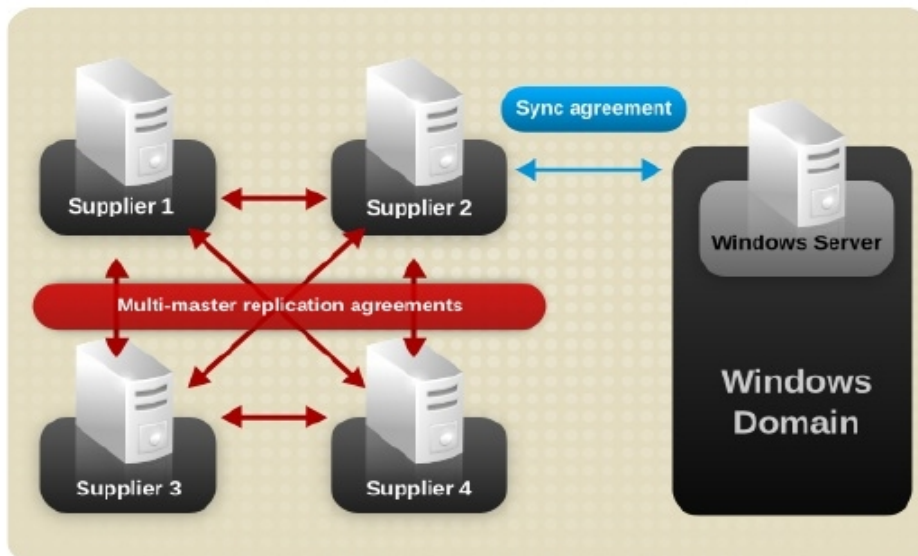 Sync agreement
Supplier 1
Supplier 2
Windows Server
Multi-master replication agreements
Windows
Domain
Supplier 3
Supplier 4